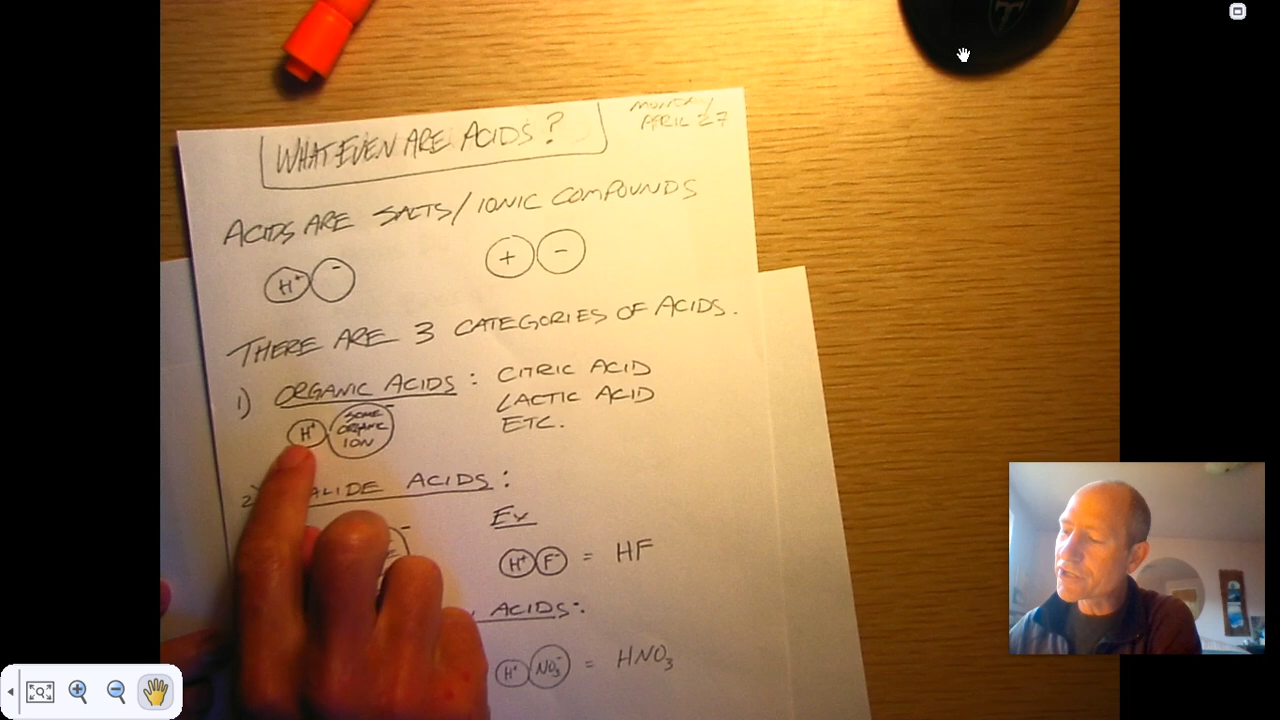 WHAT EVEN ARE ACIDS?
MONDAY
APRIL 27
ACIDS ARE SALTS/IONIC COMPOUNDS
H+ -
+ -
THERE ARE 3 CATEGORIES OF ACIDS.
1) ORGANIC ACIDS: CITRIC ACID
LACTIC ACID
ETC.
H+ SOME ORGANIC ION -
2) ALIDE ACIDS:
Ex
H+ F- = HF
ACIDS:
H+ NO3- = HNO3